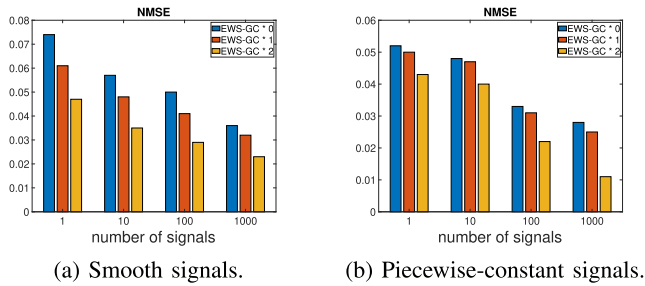 NMSE
0.08
0.07
0.06
0.05
0.04
0.03
0.02
0.01
0
EWS-GC * 0
EWS-GC * 1
EWS-GC * 2
1 10 100 1000
number of signals
(a) Smooth signals.
NMSE
0.06
0.05
0.04
0.03
0.02
0.01
0
EWS-GC * 0
EWS-GC * 1
EWS-GC * 2
1 10 100 1000
number of signals
(b) Piecewise-constant signals.